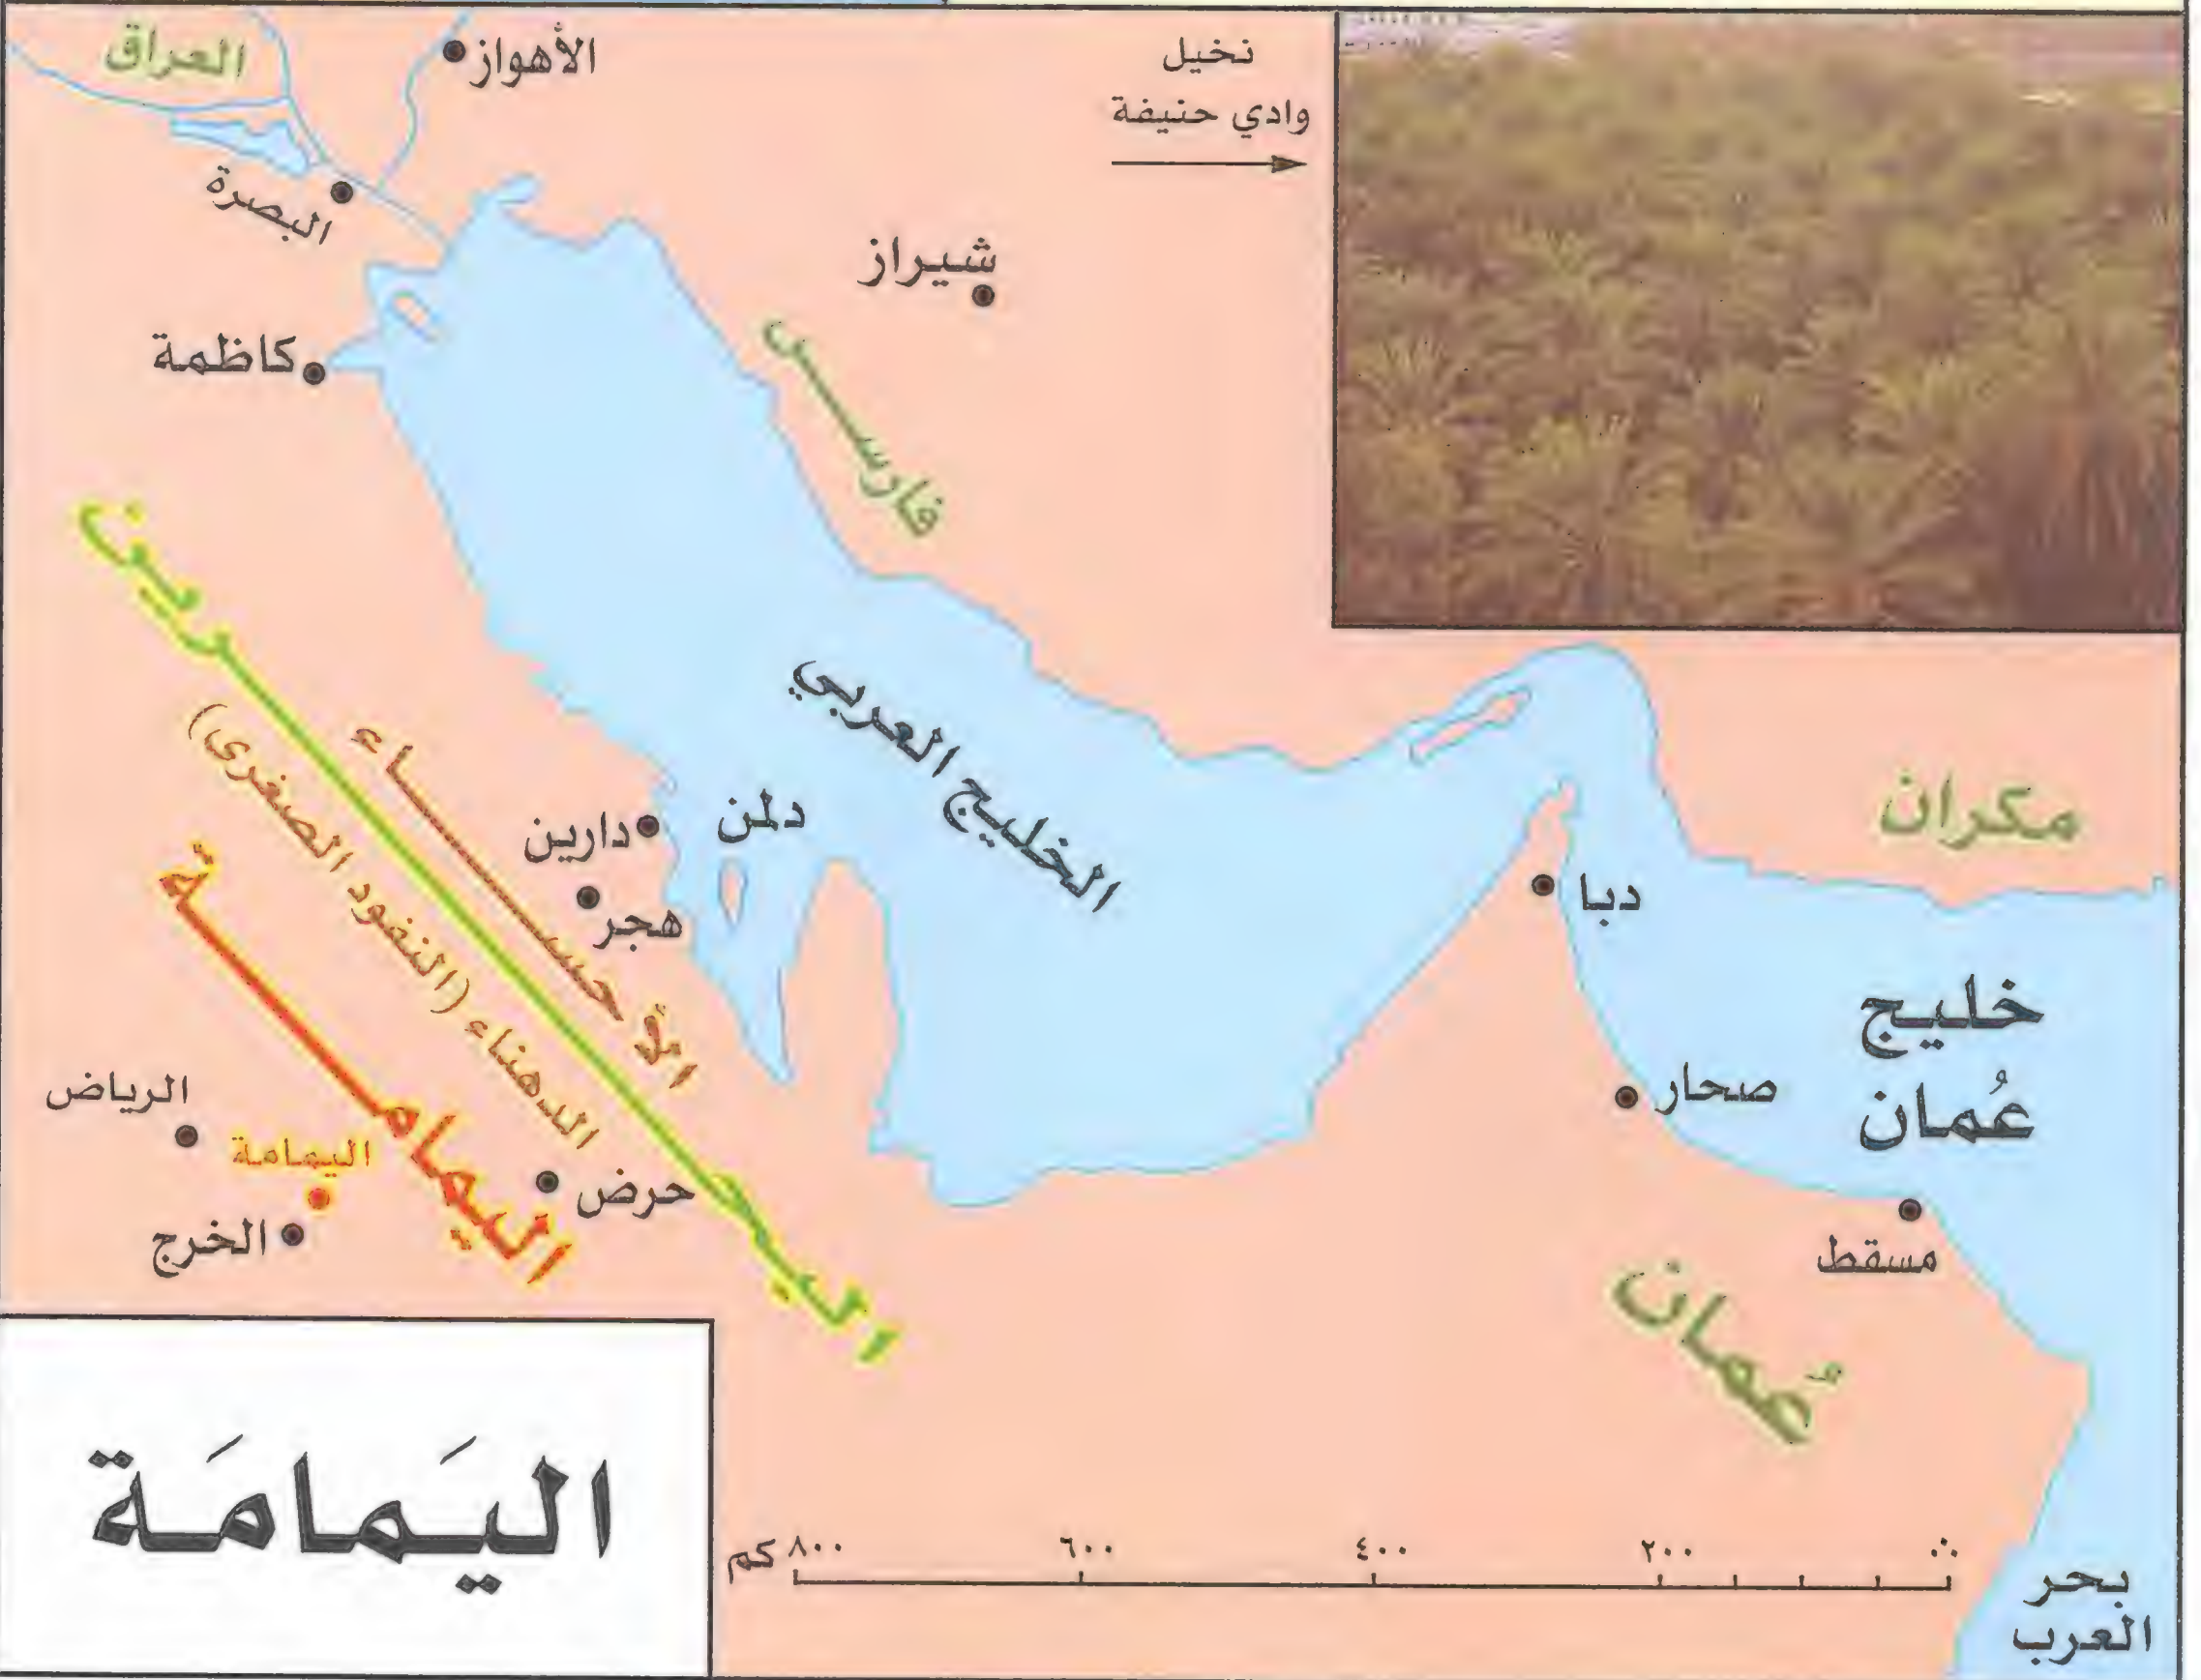 العراق
الأهواز
نخيل
وادي حنيفة
البصرة
شيراز
كاظمة
فارس
الخليج العربي
البحرين
الأحساء
الدهناء (النفود الصغرى)
اليمامة
دارين
دلمن
هجر
مكران
دبا
خليج
عُمان
صحار
الرياض
اليمامة
حرض
الخرج
مسقط
عُمان
اليَمامَة
كم ٨٠٠ ٦٠٠ ٤٠٠ ٢٠٠ ٠٠
بحر
العرب